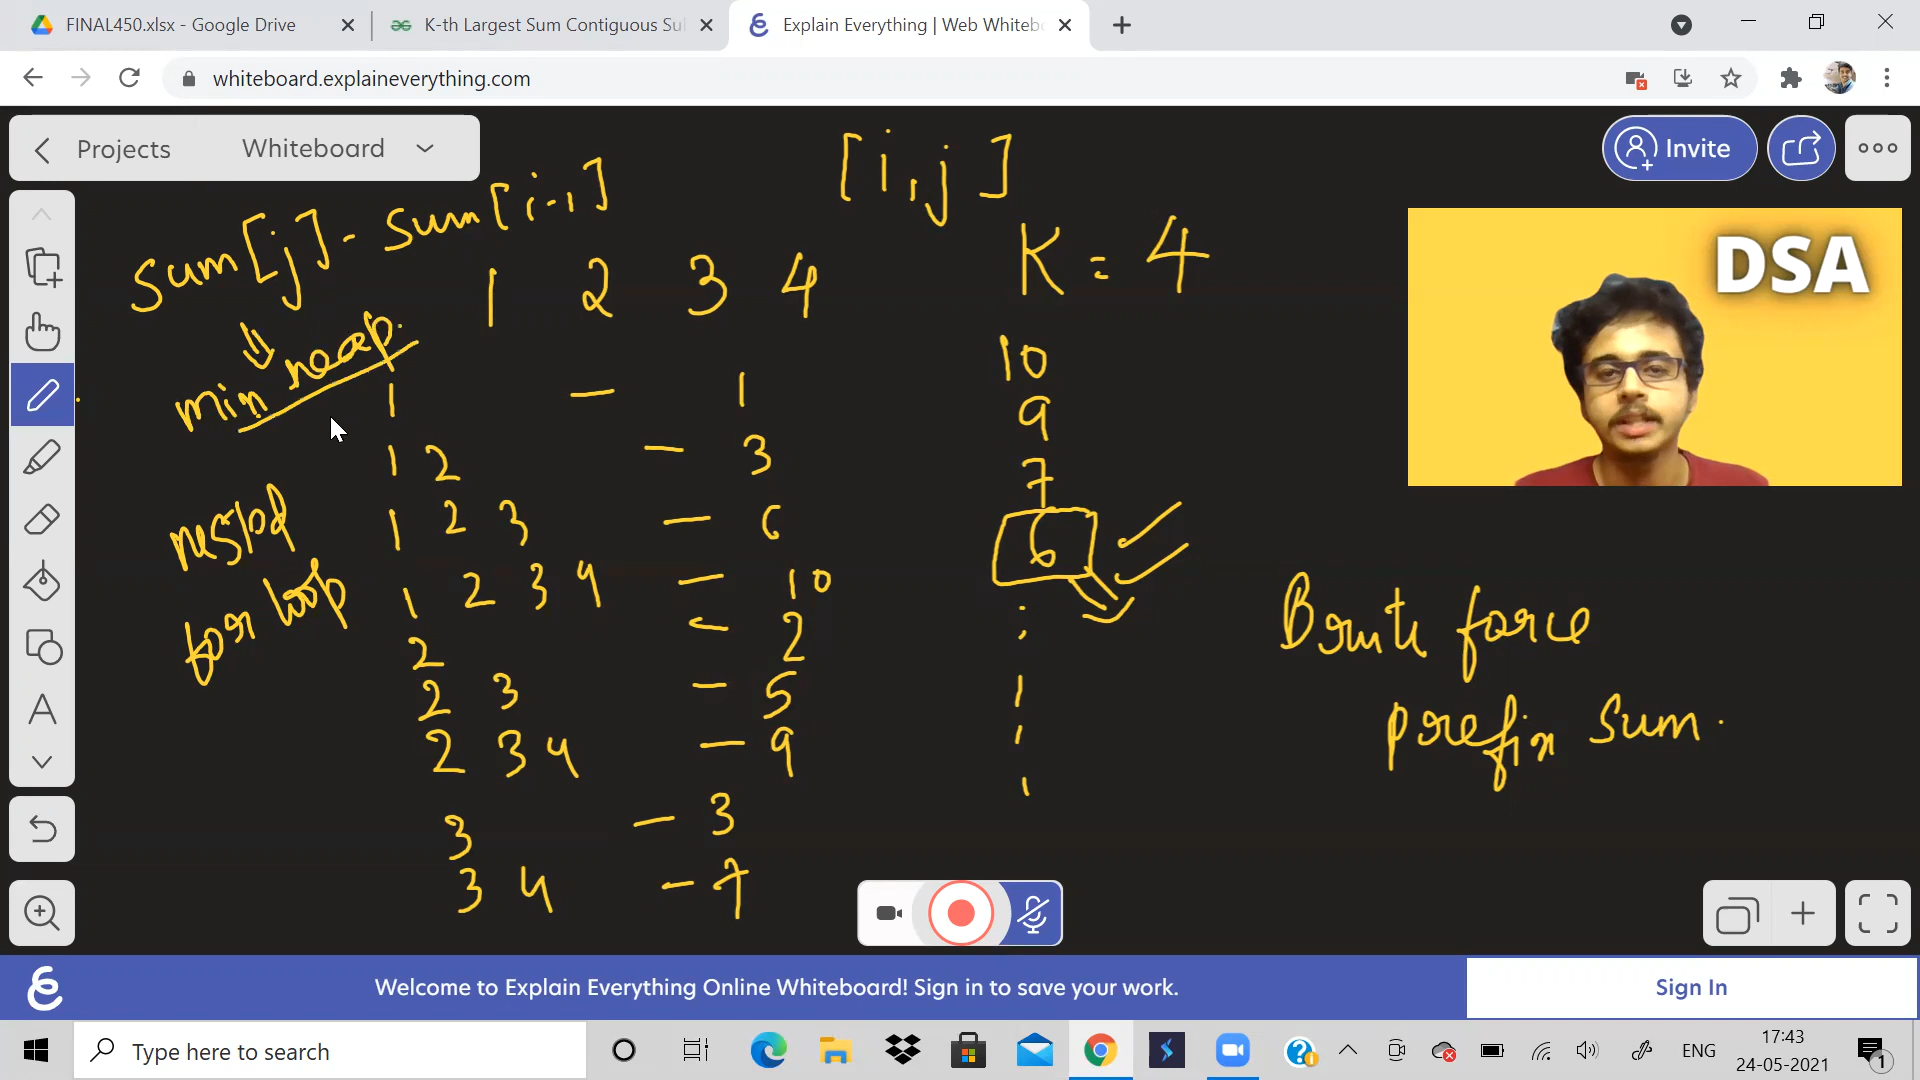 FINAL450.xlsx - Google Drive
K-th Largest Sum Contiguous Sul
Explain Everything | Web Whitebo
whiteboard.explaineverything.com
Projects
Whiteboard
Invite
[i,j]
Sum[j] - Sum[i-1]
K = 4
DSA
1 2 3 4
min heap.
1 - 1
1 2 - 3
1 2 3 - 6
1 2 3 4 - 10
2 - 2
2 3 - 5
2 3 4 - 9
3 - 3
3 4 - 7
nested
for loop
10
9
7
6
Brute force
prefix sum.
A
Welcome to Explain Everything Online Whiteboard! Sign in to save your work.
Sign In
Type here to search
ENG
17:43
24-05-2021
1